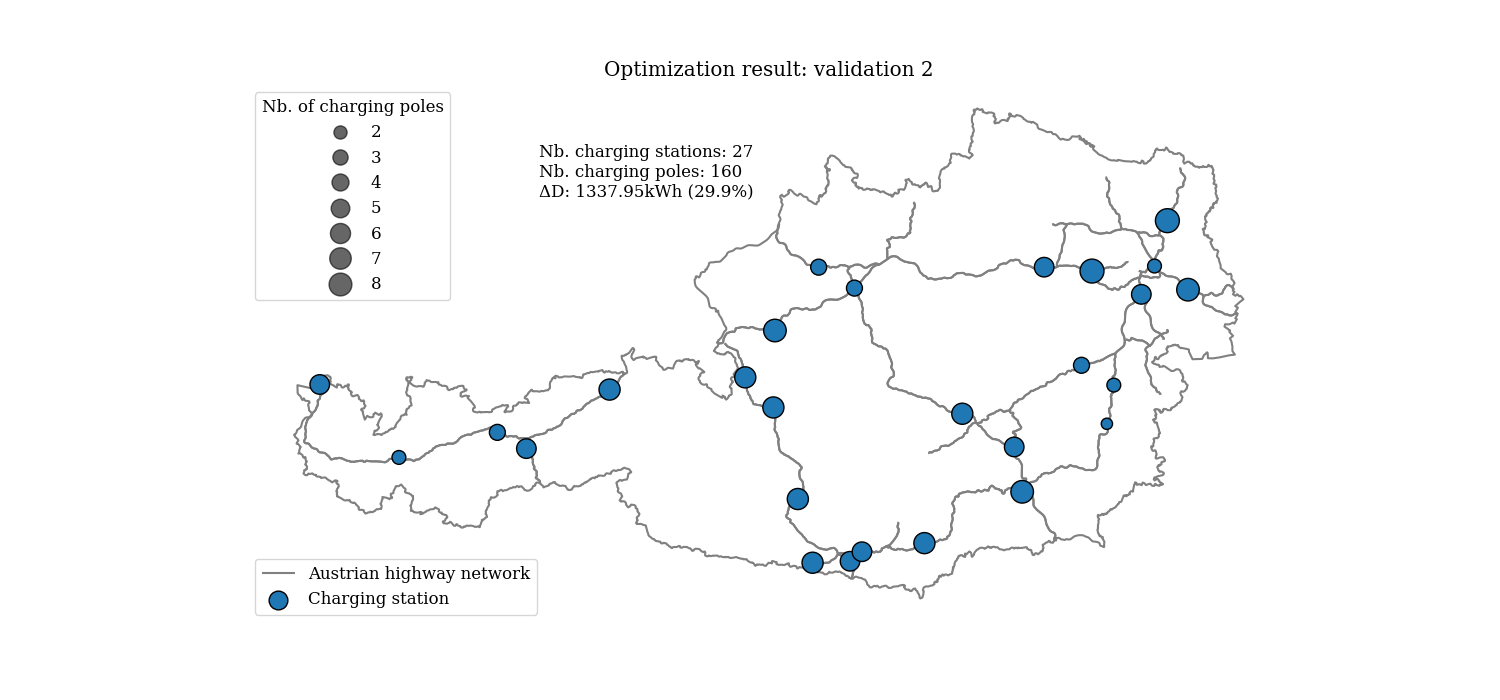 Optimization result: validation 2
Nb. of charging poles
2
3
4
5
6
7
8
Nb. charging stations: 27
Nb. charging poles: 160
ΔD: 1337.95kWh (29.9%)
Austrian highway network
Charging station